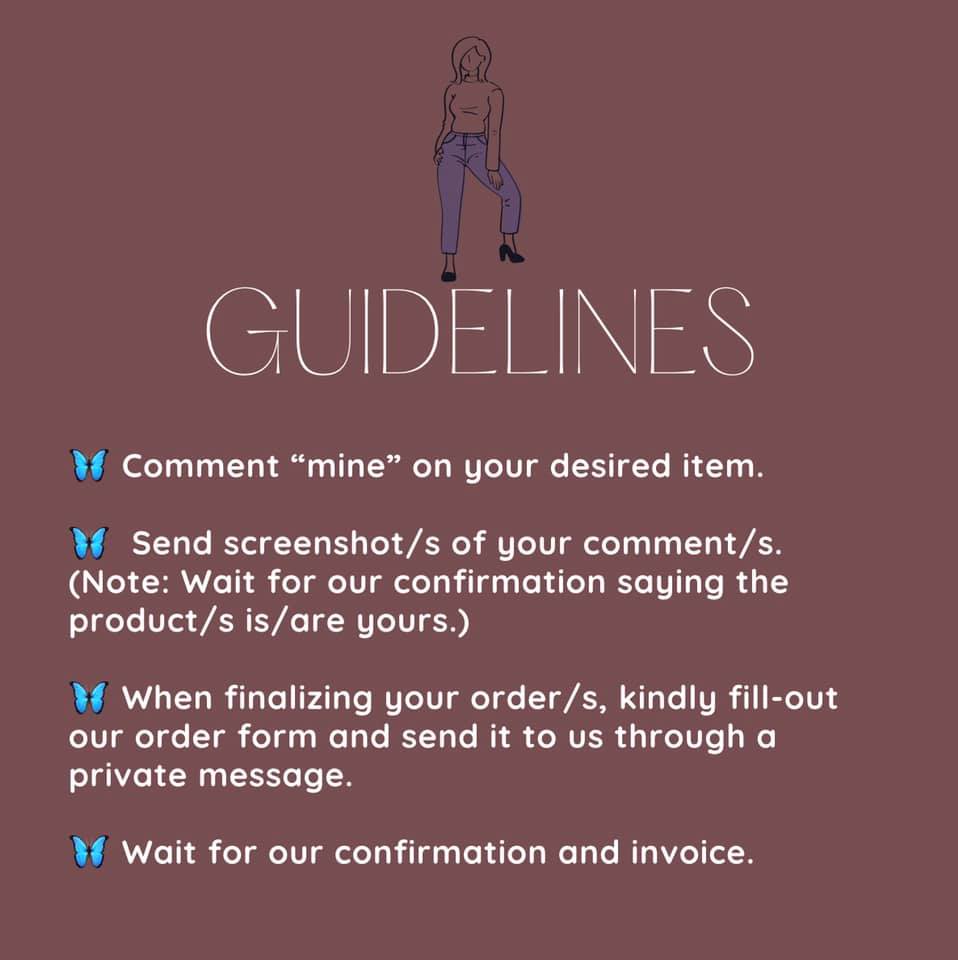 GUIDELINES
🦋 Comment “mine” on your desired item.
🦋 Send screenshot/s of your comment/s.
(Note: Wait for our confirmation saying the
product/s is/are yours.)
🦋 When finalizing your order/s, kindly fill-out
our order form and send it to us through a
private message.
🦋 Wait for our confirmation and invoice.